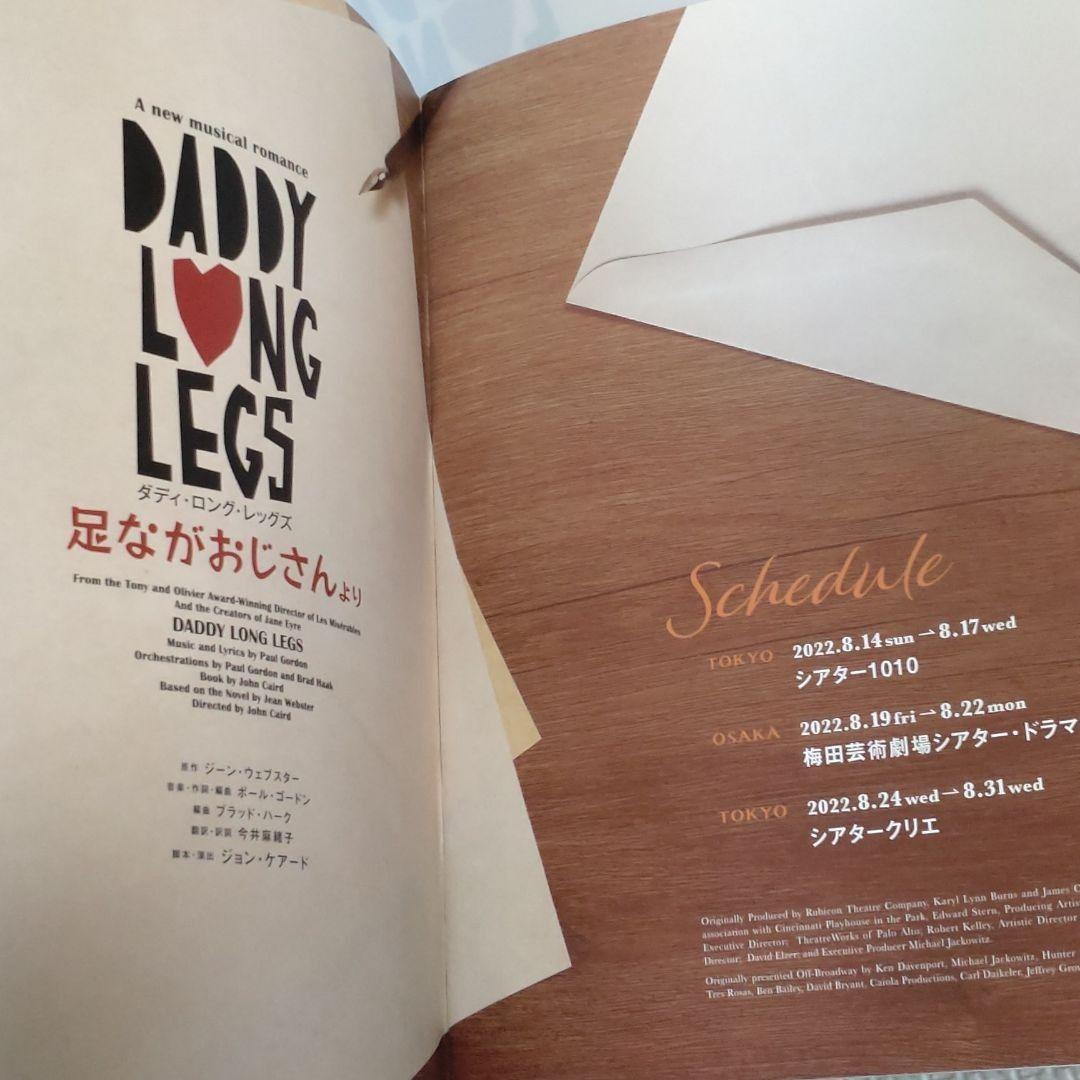 A new musical romance
DADDY
LONG
LEGS
ダディ・ロング・レッグズ
足ながおじさんより
From the Tony and Olivier Award-Winning Director of Les Misérables
And the Creators of Jane Eyre
DADDY LONG LEGS
Music and Lyrics by Paul Gordon
Orchestrations by Paul Gordon and Brad Haak
Book by John Caird
Based on the Novel by Jean Webster
Directed by John Caird
原作 ジーン・ウェブスター
音楽・作詞・編曲 ポール・ゴードン
編曲 ブラッド・ハーク
翻訳・訳詞 今井麻緒子
脚本・演出 ジョン・ケアード
Schedule
TOKYO 2022.8.14 sun→8.17 wed
シアター1010
OSAKA 2022.8.19 fri→8.22 mon
梅田芸術劇場シアター・ドラマ
TOKYO 2022.8.24 wed→8.31 wed
シアタークリエ
Originally Produced by Rubicon Theatre Company, Karyl Lynn Burns and James
association with Cincinnati Playhouse in the Park, Edward Stern, Producing
Executive Director; TheatreWorks of Palo Alto; Robert Kelley, Artistic Director
Director; David Elzer; and Executive Producer Michael Jackowitz.
Originally presented Off-Broadway by Ken Davenport, Michael Jackowitz, Hunter
Tres Rosas, Ben Bailey, David Bryant, Caiola Productions, Carl Daikeler, Jeffrey